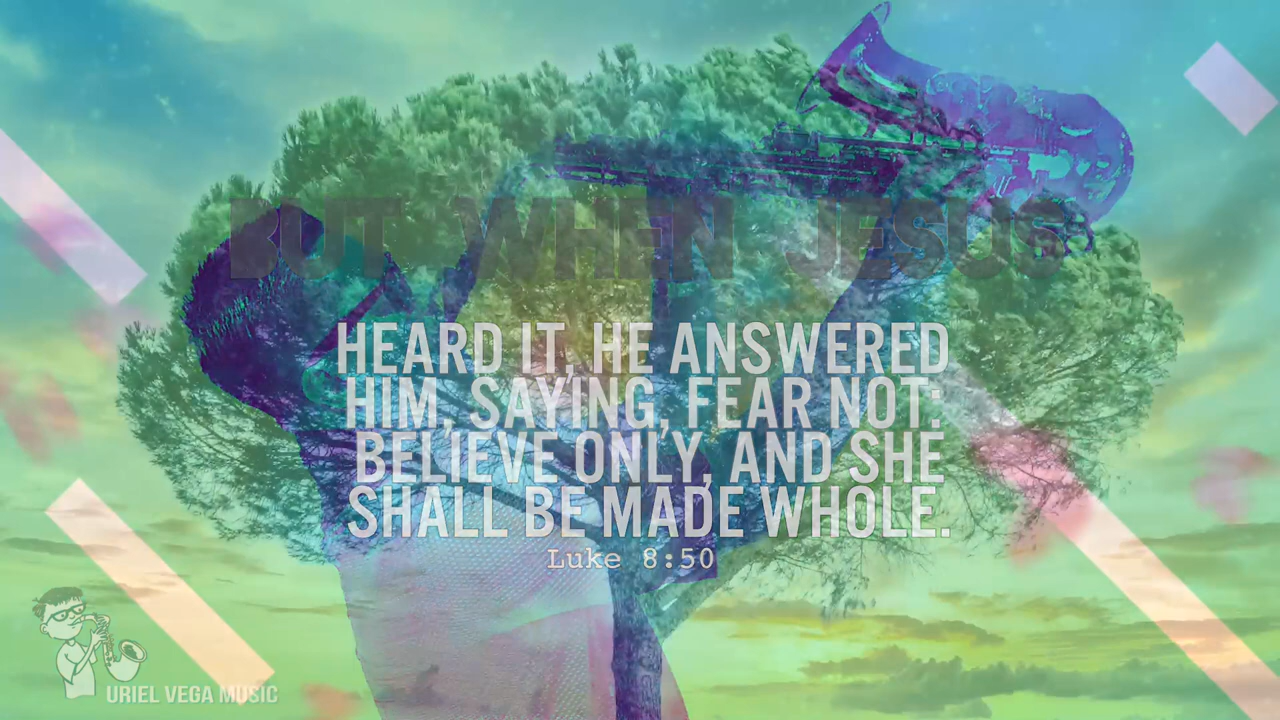 BUT WHEN JESUS
HEARD IT, HE ANSWERED
HIM, SAYING, FEAR NOT:
BELIEVE ONLY, AND SHE
SHALL BE MADE WHOLE.
Luke 8:50
URIEL VEGA MUSIC